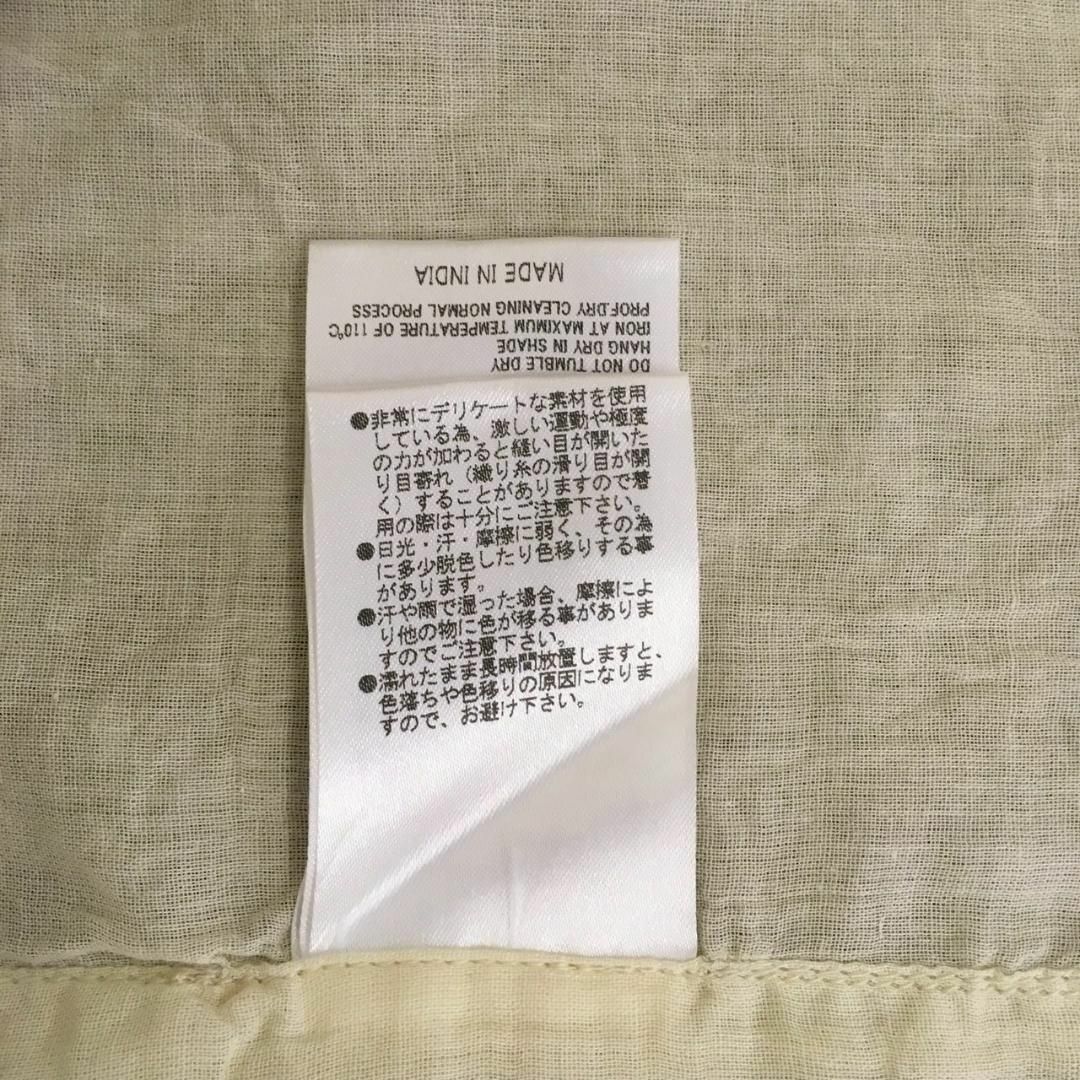 DO NOT TUMBLE DRY
HANG DRY IN SHADE
IRON AT MAXIMUM TEMPERATURE OF 110℃
PROF.DRY CLEANING NORMAL PROCESS
MADE IN INDIA
●非常にデリケートな素材を使用
している為、激しい運動や極度
の力が加わると縫い目が開いた
り目寄れ（織り糸の滑り目が開
く）することがありますので着
用の際は十分にご注意下さい。
●日光・汗・摩擦に弱く、その為
に多少脱色したり色移りする事
があります。
●汗や雨で湿った場合、摩擦によ
り他の物に色が移る事がありま
すのでご注意下さい。
●濡れたまま長時間放置しますと、
色落ちや色移りの原因になりま
すので、お避け下さい。